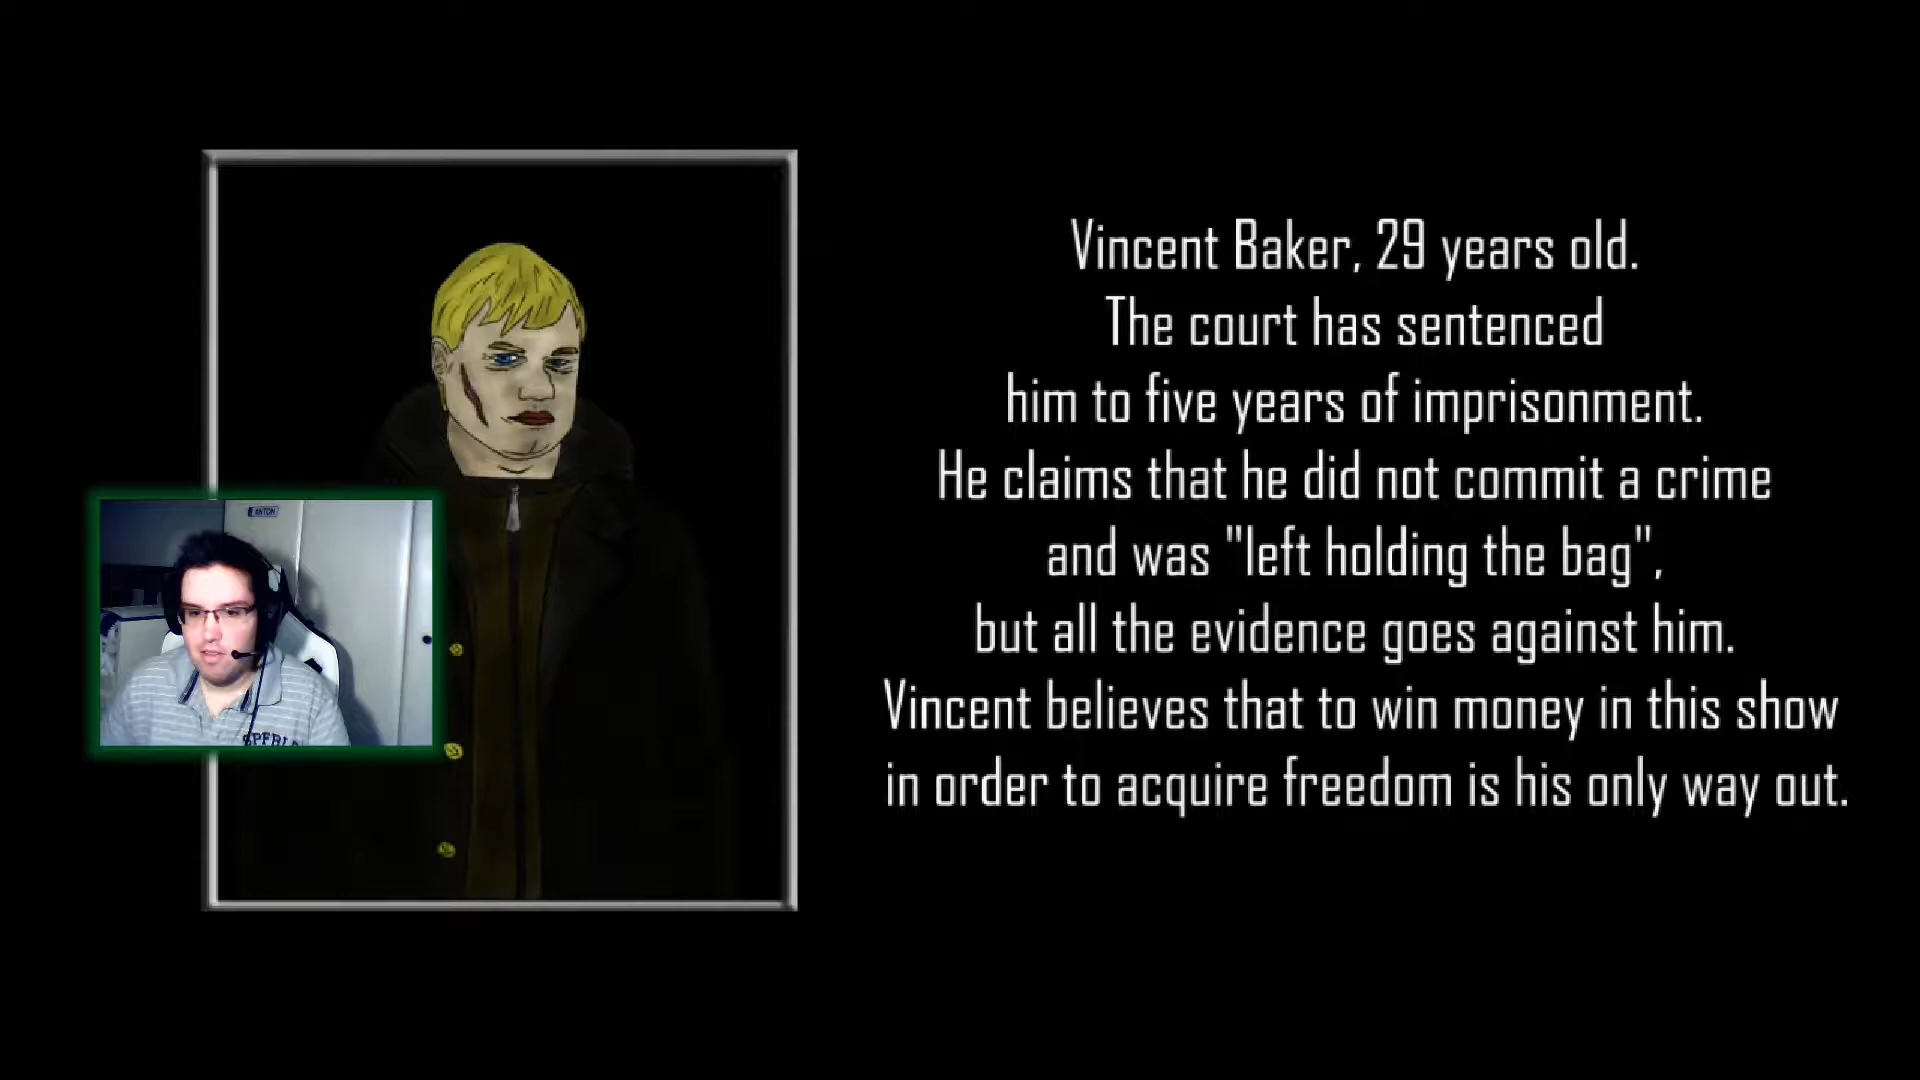 Vincent Baker, 29 years old.
The court has sentenced
him to five years of imprisonment.
He claims that he did not commit a crime
and was "left holding the bag",
but all the evidence goes against him.
Vincent believes that to win money in this show
in order to acquire freedom is his only way out.
ANTON